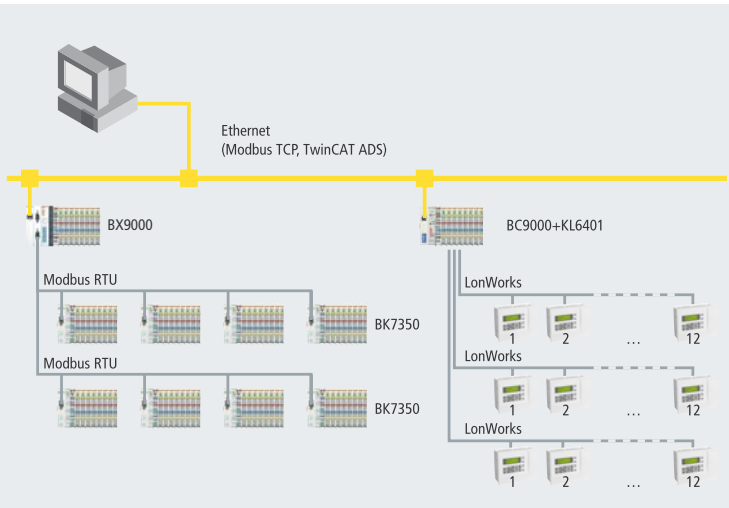 Ethernet
(Modbus TCP, TwinCAT ADS)
BX9000
BC9000+KL6401
Modbus RTU
BK7350
Modbus RTU
BK7350
LonWorks
1 2 … 12
LonWorks
1 2 … 12
LonWorks
1 2 … 12